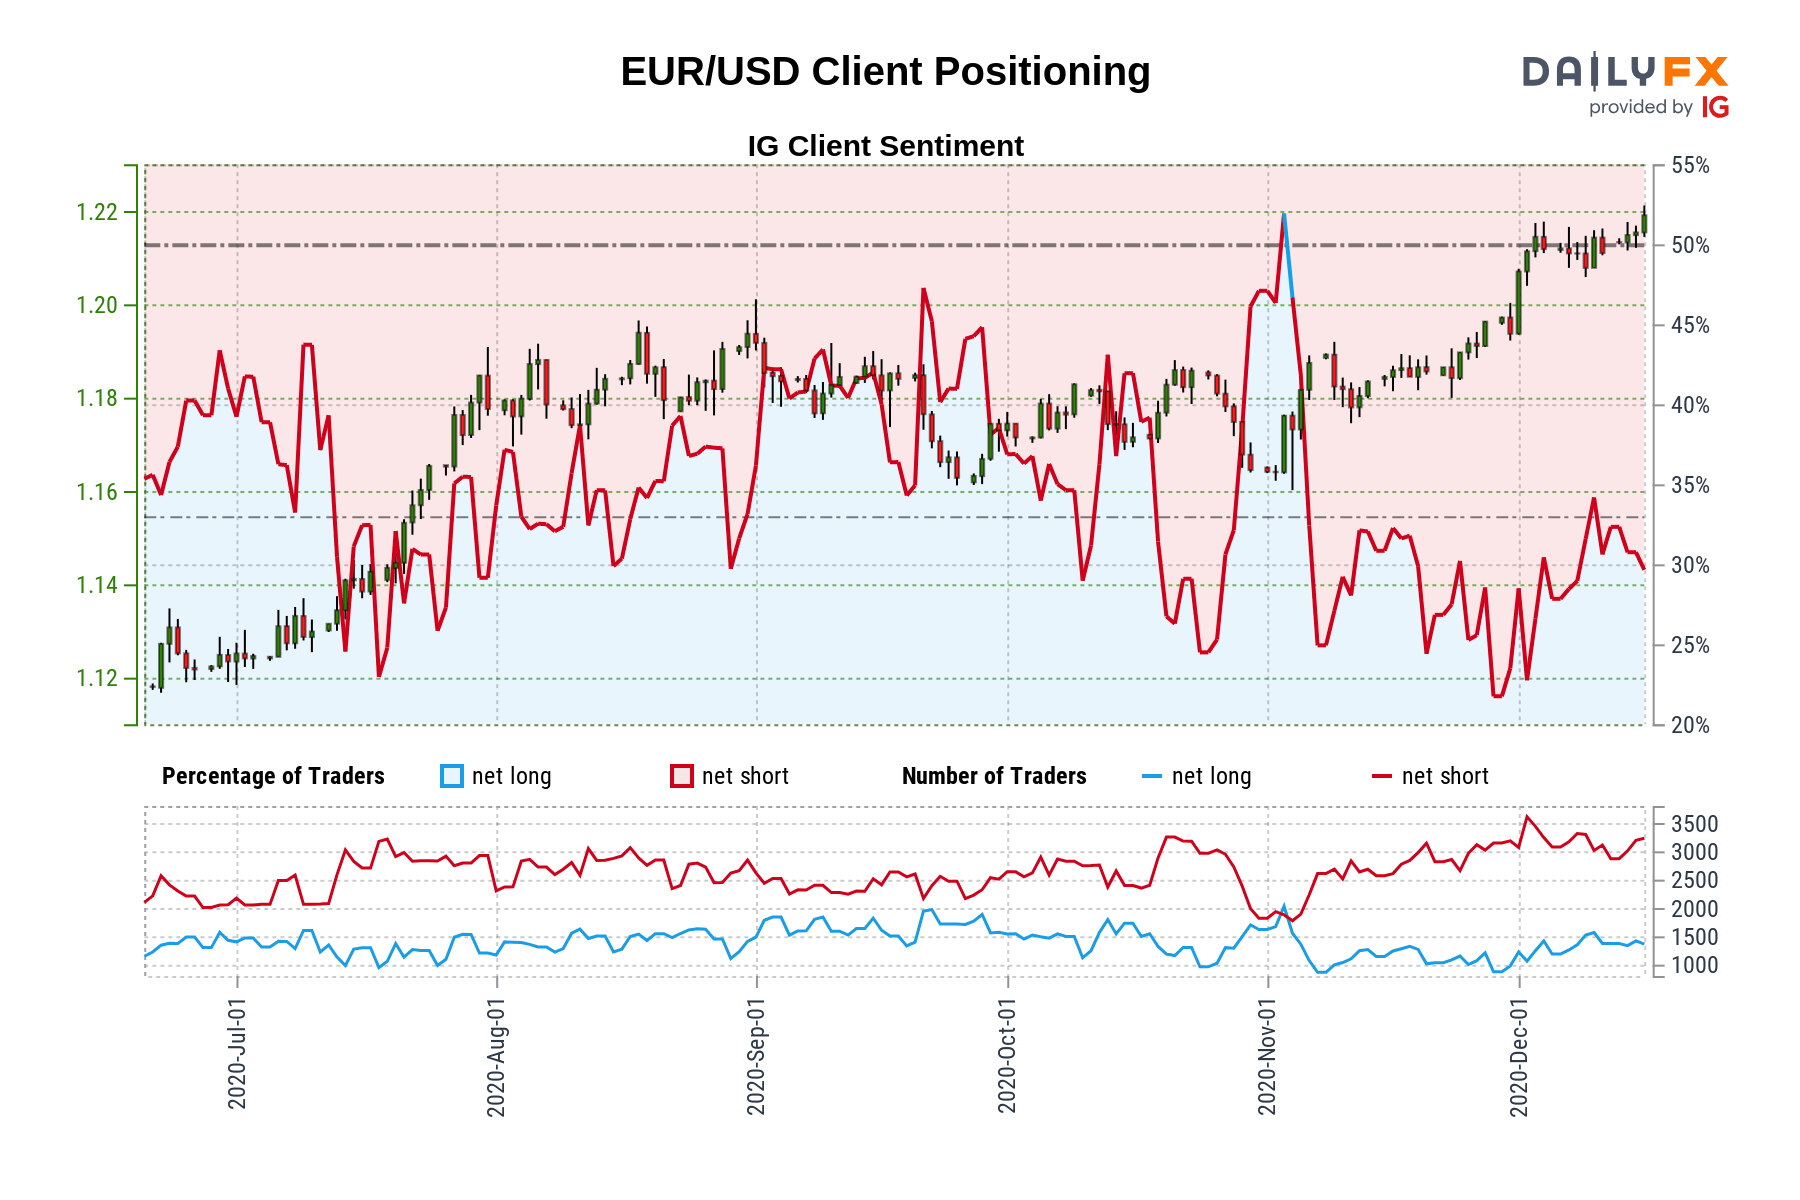 EUR/USD Client Positioning
DAILYFX
provided by IG
IG Client Sentiment
1.22
1.20
1.18
1.16
1.14
1.12
55%
50%
45%
40%
35%
30%
25%
20%
Percentage of Traders net long net short Number of Traders net long net short
3500
3000
2500
2000
1500
1000
2020-Jul-01
2020-Aug-01
2020-Sep-01
2020-Oct-01
2020-Nov-01
2020-Dec-01